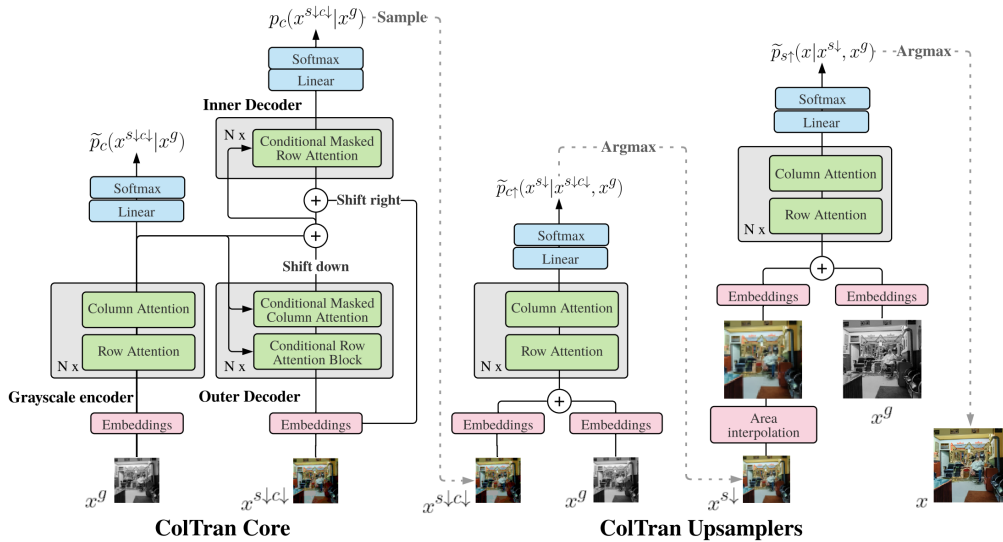 p_c(x^{s↓c↓}|x^g)
Sample
Softmax
Linear
Inner Decoder
N x
Conditional Masked
Row Attention
p̃_c(x^{s↓c↓}|x^g)
Softmax
Linear
Shift right
Shift down
Column Attention
Row Attention
N x
Grayscale encoder
Conditional Masked
Column Attention
Conditional Row
Attention Block
N x
Outer Decoder
Embeddings
Embeddings
x^g
x^{s↓c↓}
ColTran Core
Argmax
p̃_{c↑}(x^{s↓}|x^{s↓c↓}, x^g)
Softmax
Linear
Column Attention
Row Attention
N x
Embeddings
Embeddings
x^{s↓c↓}
x^g
p̃_{s↑}(x|x^{s↓}, x^g)
Argmax
Softmax
Linear
Column Attention
Row Attention
N x
Embeddings
Embeddings
x^g
Area
interpolation
x^{s↓}
x
ColTran Upsamplers